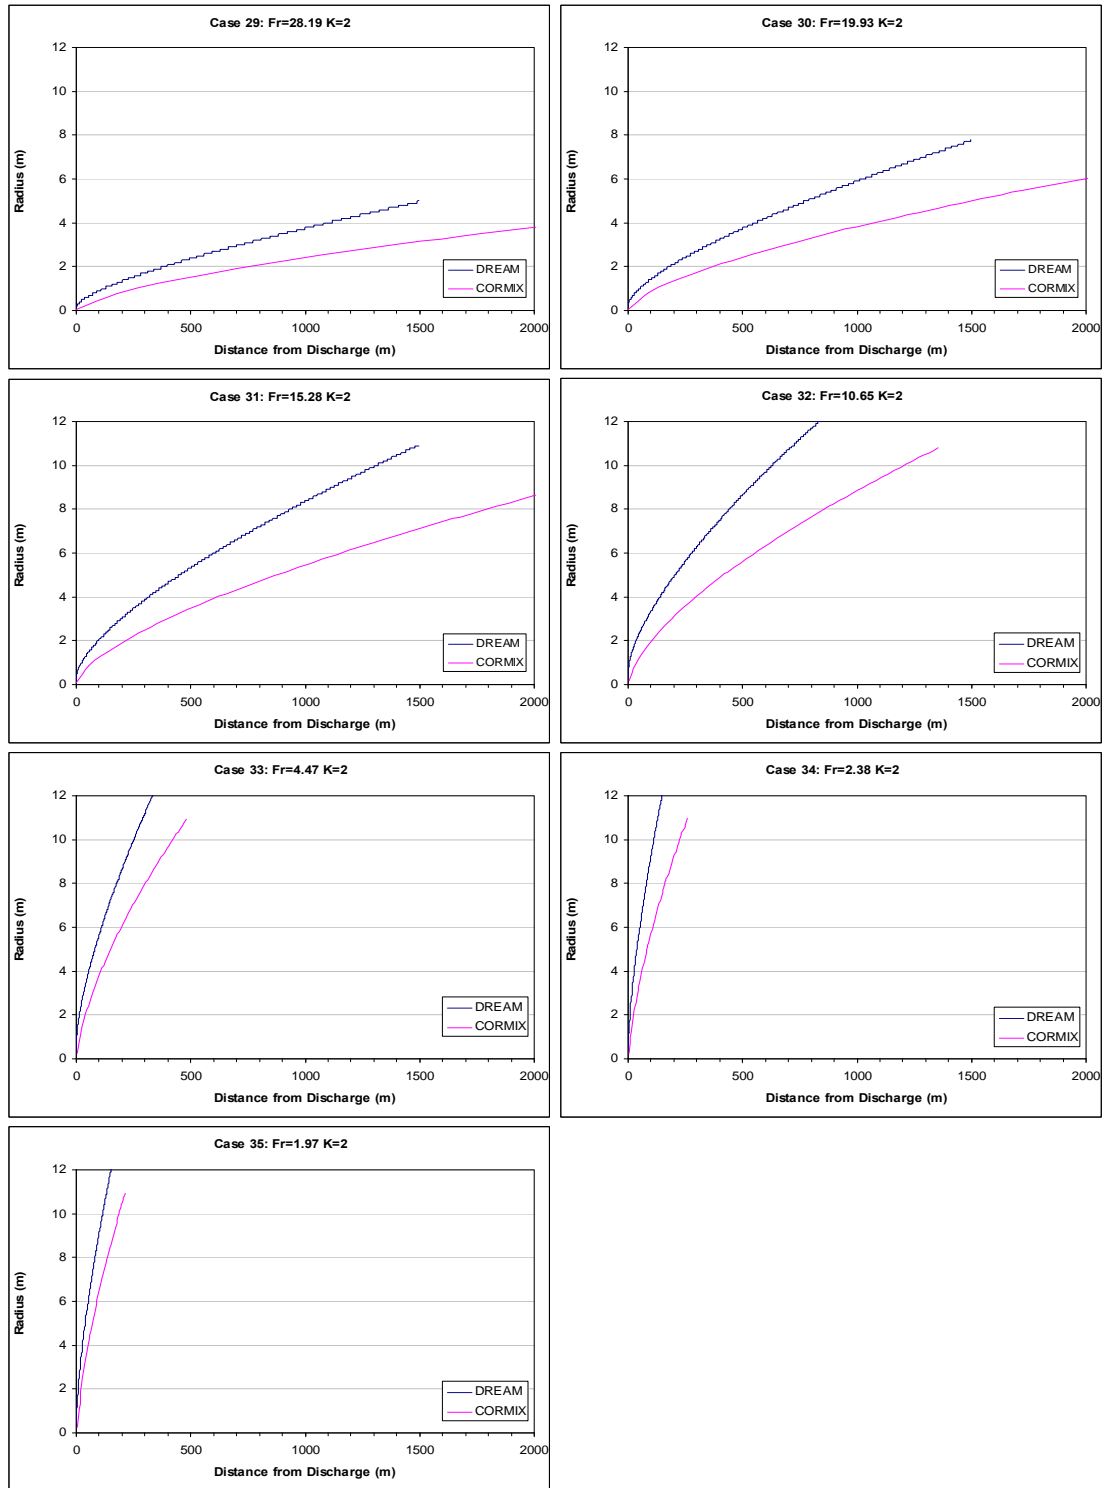 Case 29: Fr=28.19 K=2
12
10
8
6
4
2
0
Radius (m)
DREAM
CORMIX
0 500 1000 1500 2000
Distance from Discharge (m)
Case 30: Fr=19.93 K=2
12
10
8
6
4
2
0
Radius (m)
DREAM
CORMIX
0 500 1000 1500 2000
Distance from Discharge (m)
Case 31: Fr=15.28 K=2
12
10
8
6
4
2
0
Radius (m)
DREAM
CORMIX
0 500 1000 1500 2000
Distance from Discharge (m)
Case 32: Fr=10.65 K=2
12
10
8
6
4
2
0
Radius (m)
DREAM
CORMIX
0 500 1000 1500 2000
Distance from Discharge (m)
Case 33: Fr=4.47 K=2
12
10
8
6
4
2
0
Radius (m)
DREAM
CORMIX
0 500 1000 1500 2000
Distance from Discharge (m)
Case 34: Fr=2.38 K=2
12
10
8
6
4
2
0
Radius (m)
DREAM
CORMIX
0 500 1000 1500 2000
Distance from Discharge (m)
Case 35: Fr=1.97 K=2
12
10
8
6
4
2
0
Radius (m)
DREAM
CORMIX
0 500 1000 1500 2000
Distance from Discharge (m)